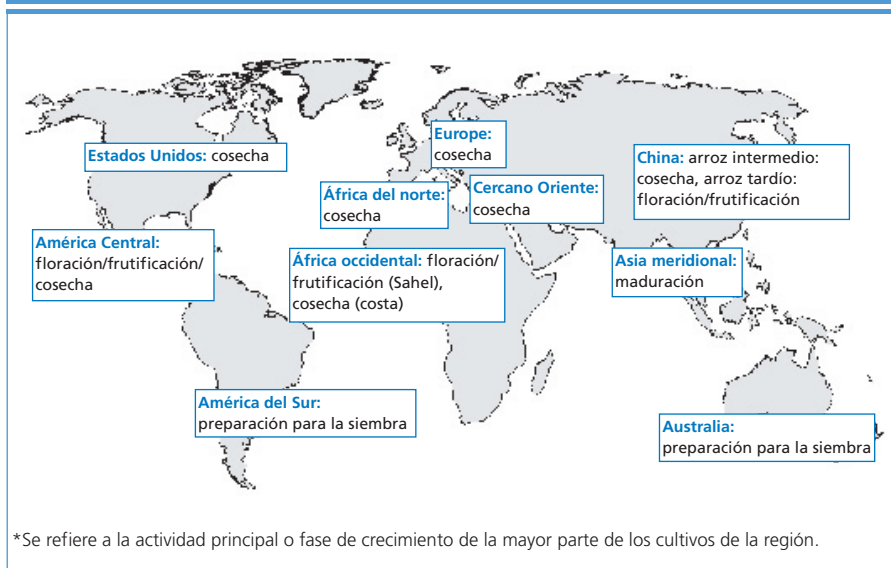 Estados Unidos: cosecha
Europe:
cosecha
China: arroz intermedio:
cosecha, arroz tardío:
floración/frutificación
África del norte:
cosecha
Cercano Oriente:
cosecha
América Central:
floración/frutificación/
cosecha
África occidental: floración/
frutificación (Sahel),
cosecha (costa)
Asia meridional:
maduración
América del Sur:
preparación para la siembra
Australia:
preparación para la siembra
*Se refiere a la actividad principal o fase de crecimiento de la mayor parte de los cultivos de la región.